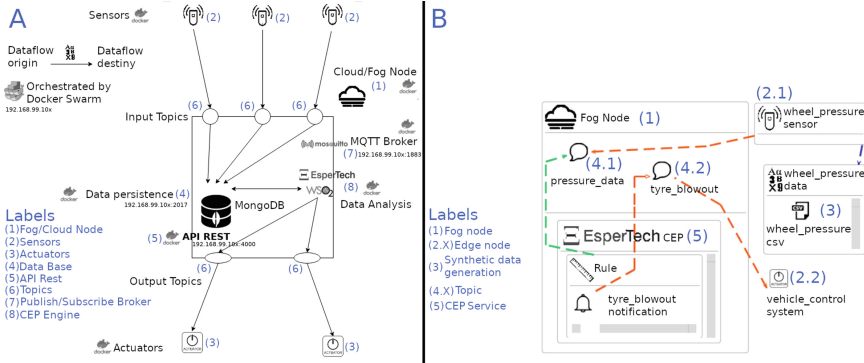 A
Sensors
(2)
(2)
(2)
Dataflow
origin
Dataflow
destiny
Orchestrated by
Docker Swarm
192.168.99.10x
Cloud/Fog Node
(1)
(6)
(6)
(6)
Input Topics
mosquitto
MQTT Broker
(7) 192.168.99.10x:1883
EsperTech
WSO2
(8)
Data Analysis
Data persistence (4)
192.168.99.10x:2017
MongoDB
(5) API REST
192.168.99.10x:4000
(6)
(6)
Output Topics
Labels
(1)Fog/Cloud Node
(2)Sensors
(3)Actuators
(4)Data Base
(5)API Rest
(6)Topics
(7)Publish/Subscribe Broker
(8)CEP Engine
Actuators
ACTUATOR
(3)
ACTUATOR
(3)
B
Fog Node (1)
(2.1)
wheel_pressure
sensor
(4.1)
pressure_data
(4.2)
tyre_blowout
wheel_pressure
data
CSV
(3)
wheel_pressure
csv
EsperTech CEP (5)
Rule
tyre_blowout
notification
ACTUATOR
(2.2)
vehicle_control
system
Labels
(1)Fog node
(2.X)Edge node
(3) Synthetic data
generation
(4.X)Topic
(5)CEP Service